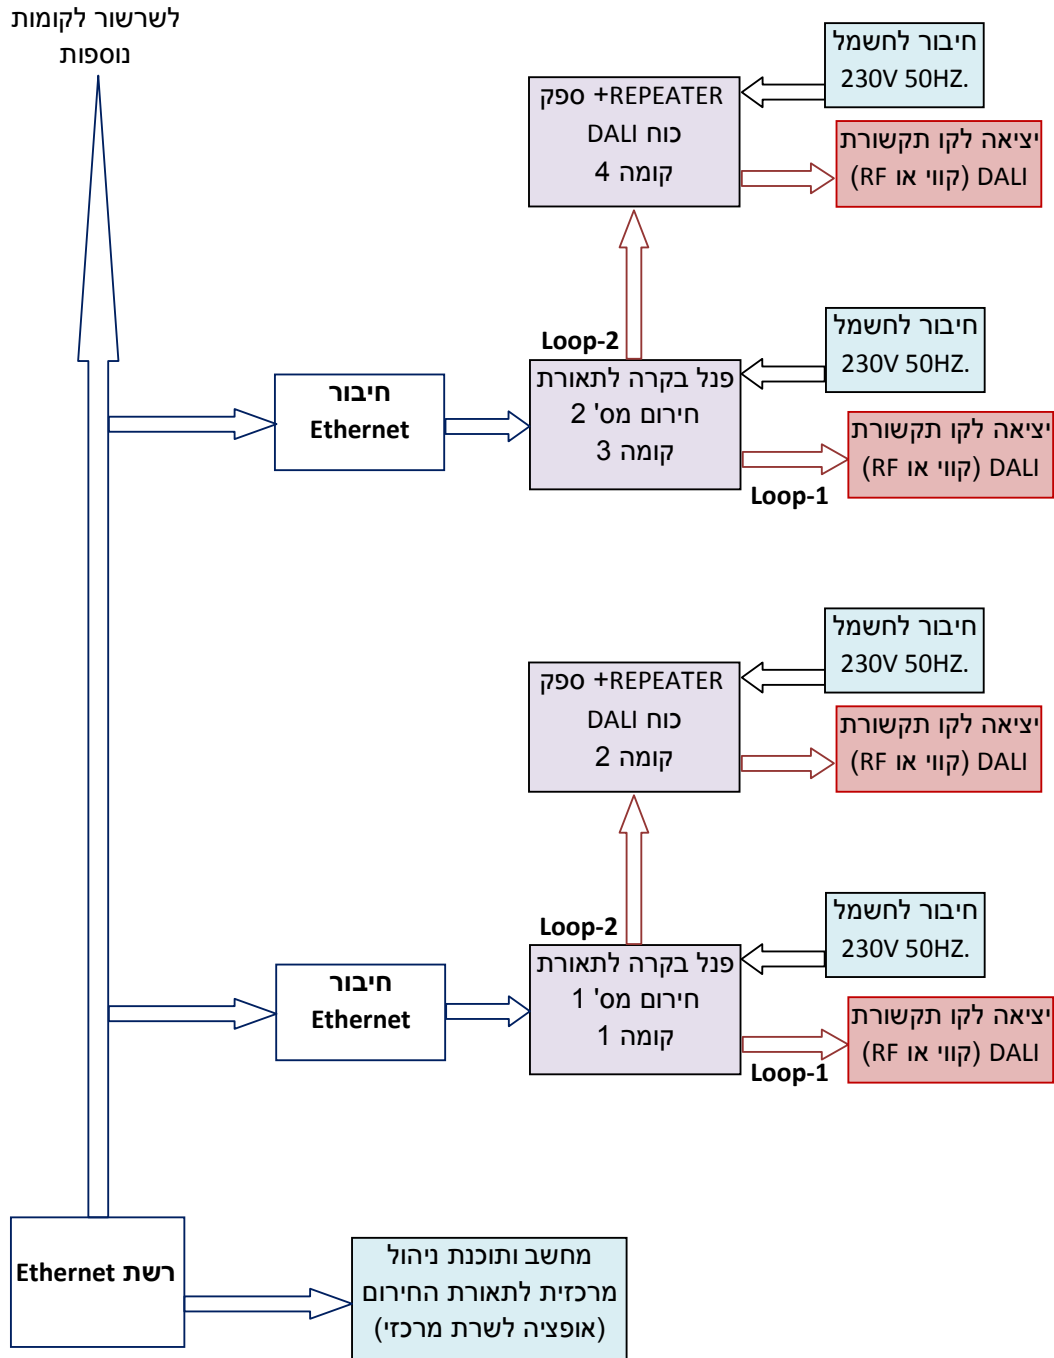 לשרשור לקומות
נוספות
חיבור לחשמל
230V 50HZ.
REPEATER+ ספק
כוח DALI
קומה 4
יציאה לקו תקשורת
DALI (קווי או RF)
Loop-2
חיבור לחשמל
230V 50HZ.
פנל בקרה לתאורת
חירום מס' 2
קומה 3
חיבור
Ethernet
יציאה לקו תקשורת
DALI (קווי או RF)
Loop-1
חיבור לחשמל
230V 50HZ.
REPEATER+ ספק
כוח DALI
קומה 2
יציאה לקו תקשורת
DALI (קווי או RF)
Loop-2
חיבור לחשמל
230V 50HZ.
פנל בקרה לתאורת
חירום מס' 1
קומה 1
חיבור
Ethernet
יציאה לקו תקשורת
DALI (קווי או RF)
Loop-1
רשת Ethernet
מחשב ותוכנת ניהול
מרכזית לתאורת החירום
(אופציה לשרת מרכזי)